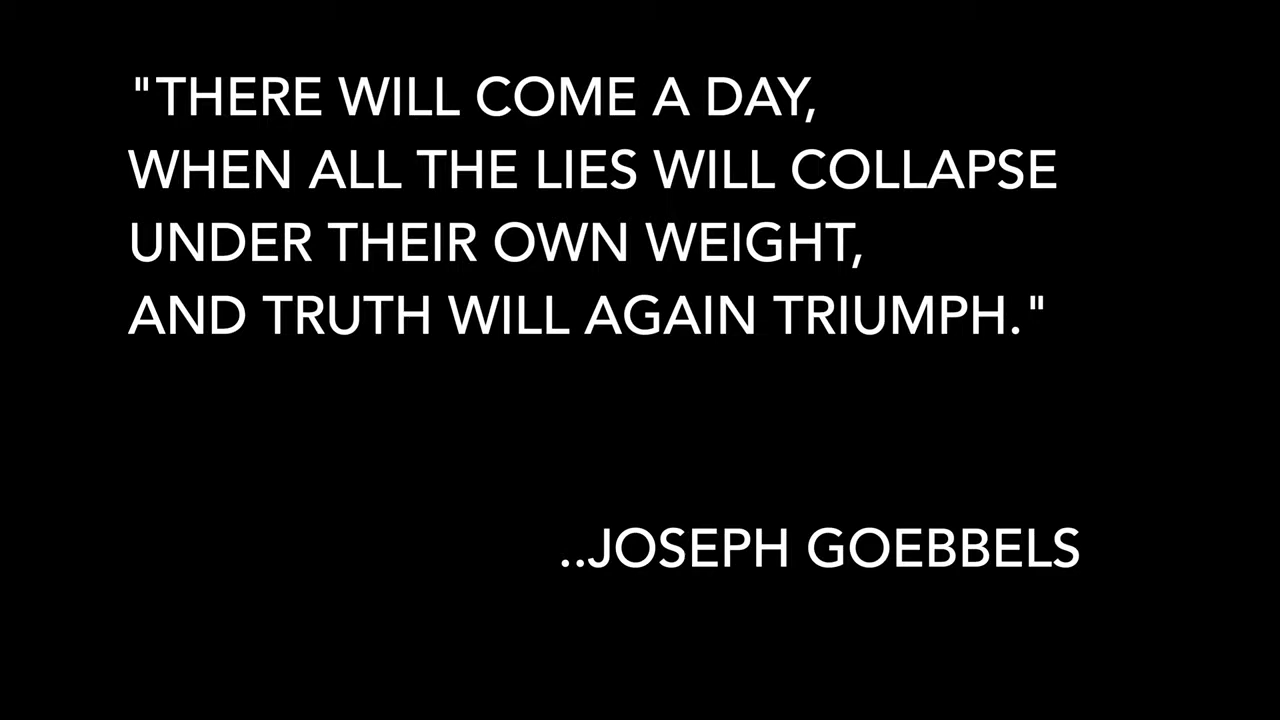 "THERE WILL COME A DAY,
WHEN ALL THE LIES WILL COLLAPSE
UNDER THEIR OWN WEIGHT,
AND TRUTH WILL AGAIN TRIUMPH."
..JOSEPH GOEBBELS